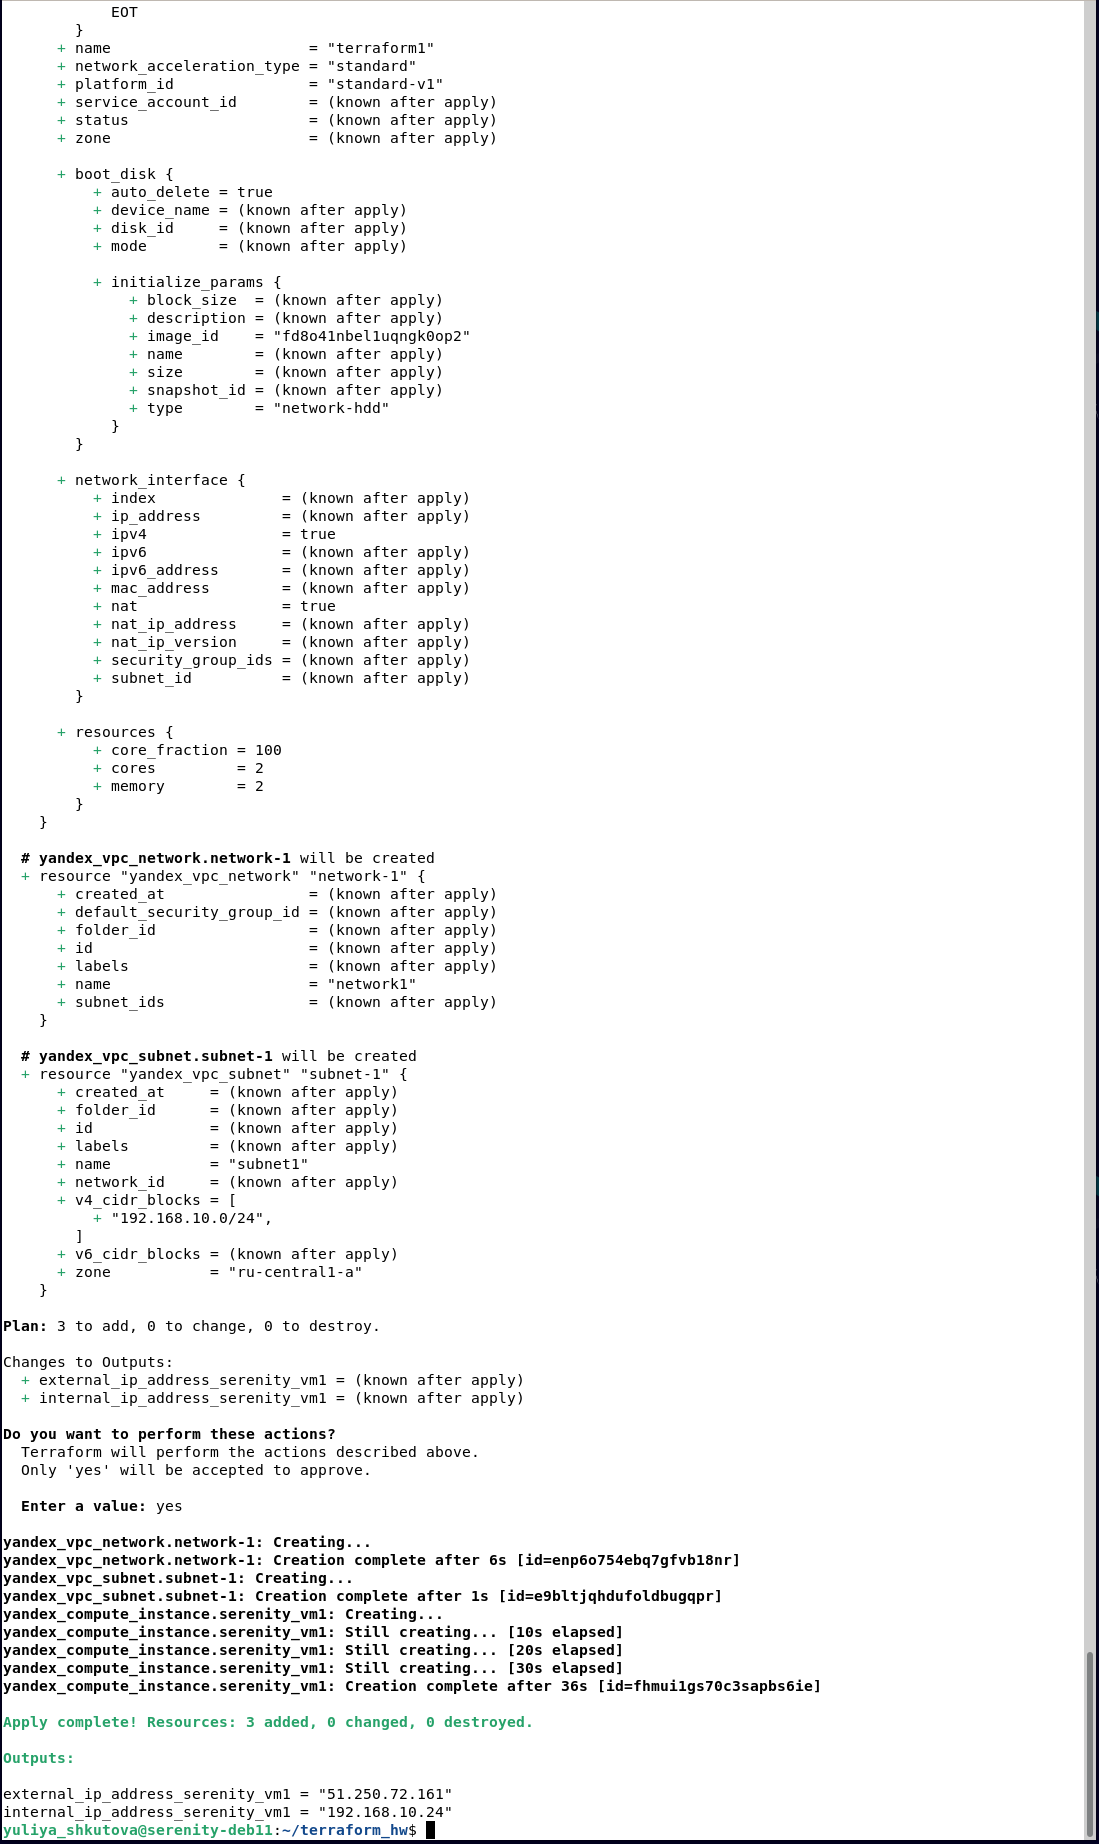 EOT
        }
      + name                      = "terraform1"
      + network_acceleration_type = "standard"
      + platform_id               = "standard-v1"
      + service_account_id        = (known after apply)
      + status                    = (known after apply)
      + zone                      = (known after apply)

      + boot_disk {
          + auto_delete = true
          + device_name = (known after apply)
          + disk_id     = (known after apply)
          + mode        = (known after apply)

          + initialize_params {
              + block_size  = (known after apply)
              + description = (known after apply)
              + image_id    = "fd8o41nbel1uqngk0op2"
              + name        = (known after apply)
              + size        = (known after apply)
              + snapshot_id = (known after apply)
              + type        = "network-hdd"
            }
        }

      + network_interface {
          + index              = (known after apply)
          + ip_address         = (known after apply)
          + ipv4               = true
          + ipv6               = (known after apply)
          + ipv6_address       = (known after apply)
          + mac_address        = (known after apply)
          + nat                = true
          + nat_ip_address     = (known after apply)
          + nat_ip_version     = (known after apply)
          + security_group_ids = (known after apply)
          + subnet_id          = (known after apply)
        }

      + resources {
          + core_fraction = 100
          + cores         = 2
          + memory        = 2
        }
    }

  # yandex_vpc_network.network-1 will be created
  + resource "yandex_vpc_network" "network-1" {
      + created_at                = (known after apply)
      + default_security_group_id = (known after apply)
      + folder_id                 = (known after apply)
      + id                        = (known after apply)
      + labels                    = (known after apply)
      + name                      = "network1"
      + subnet_ids                = (known after apply)
    }

  # yandex_vpc_subnet.subnet-1 will be created
  + resource "yandex_vpc_subnet" "subnet-1" {
      + created_at     = (known after apply)
      + folder_id      = (known after apply)
      + id             = (known after apply)
      + labels         = (known after apply)
      + name           = "subnet1"
      + network_id     = (known after apply)
      + v4_cidr_blocks = [
          + "192.168.10.0/24",
        ]
      + v6_cidr_blocks = (known after apply)
      + zone           = "ru-central1-a"
    }

Plan: 3 to add, 0 to change, 0 to destroy.

Changes to Outputs:
  + external_ip_address_serenity_vm1 = (known after apply)
  + internal_ip_address_serenity_vm1 = (known after apply)

Do you want to perform these actions?
  Terraform will perform the actions described above.
  Only 'yes' will be accepted to approve.

  Enter a value: yes

yandex_vpc_network.network-1: Creating...
yandex_vpc_network.network-1: Creation complete after 6s [id=enp6o754ebq7gfvb18nr]
yandex_vpc_subnet.subnet-1: Creating...
yandex_vpc_subnet.subnet-1: Creation complete after 1s [id=e9bltjqhdufoldbugqpr]
yandex_compute_instance.serenity_vm1: Creating...
yandex_compute_instance.serenity_vm1: Still creating... [10s elapsed]
yandex_compute_instance.serenity_vm1: Still creating... [20s elapsed]
yandex_compute_instance.serenity_vm1: Still creating... [30s elapsed]
yandex_compute_instance.serenity_vm1: Creation complete after 36s [id=fhmui1gs70c3sapbs6ie]

Apply complete! Resources: 3 added, 0 changed, 0 destroyed.

Outputs:

external_ip_address_serenity_vm1 = "51.250.72.161"
internal_ip_address_serenity_vm1 = "192.168.10.24"
yuliya_shkutova@serenity-deb11:~/terraform_hw$